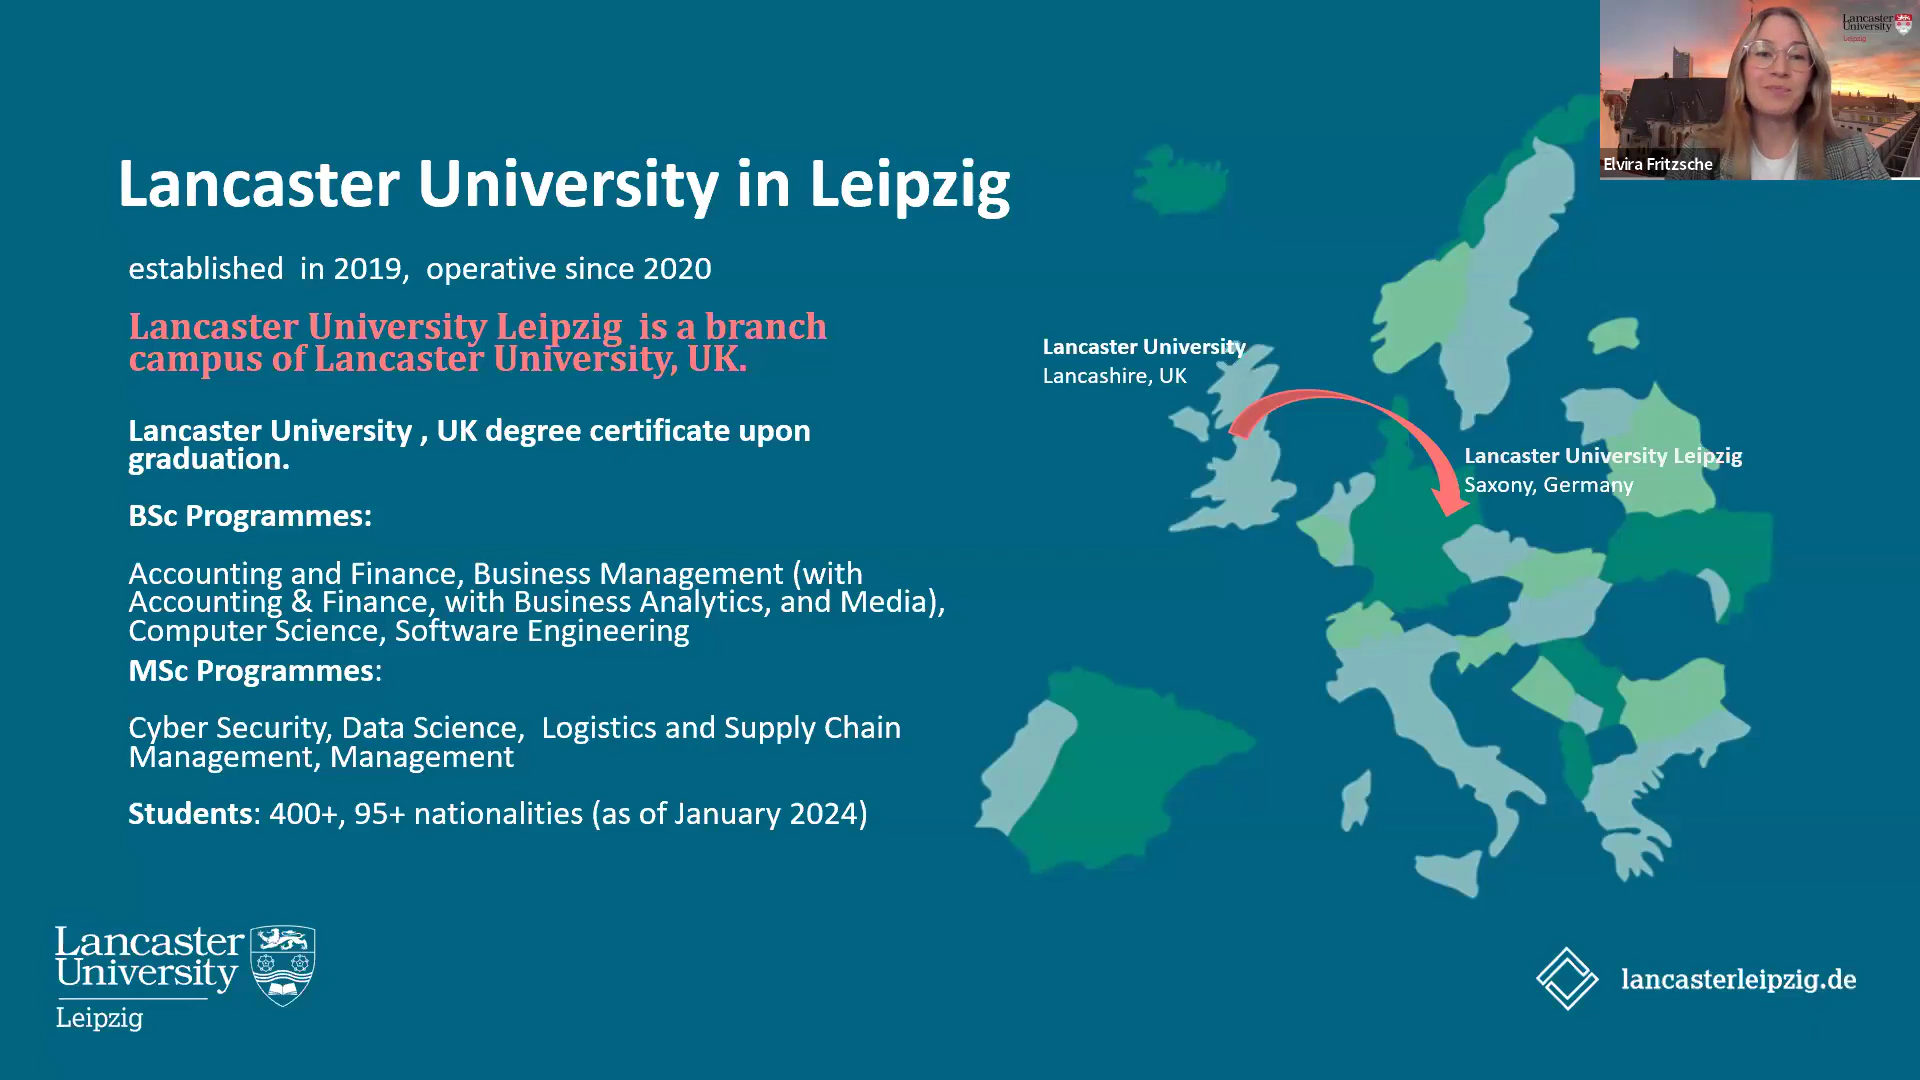 Lancaster
University
Leipzig
Elvira Fritzsche
Lancaster University in Leipzig
established in 2019, operative since 2020
Lancaster University Leipzig is a branch
campus of Lancaster University, UK.
Lancaster University , UK degree certificate upon
graduation.
BSc Programmes:
Accounting and Finance, Business Management (with
Accounting & Finance, with Business Analytics, and Media),
Computer Science, Software Engineering
MSc Programmes:
Cyber Security, Data Science, Logistics and Supply Chain
Management, Management
Students: 400+, 95+ nationalities (as of January 2024)
Lancaster University
Lancashire, UK
Lancaster University Leipzig
Saxony, Germany
Lancaster
University
Leipzig
lancasterleipzig.de